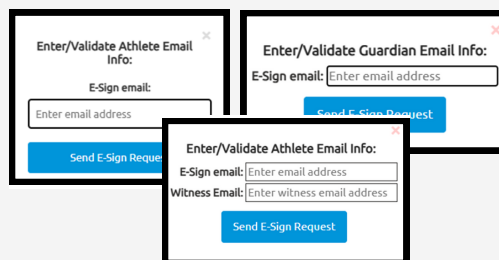 ×
Enter/Validate Athlete Email
Info:
E-Sign email:
Enter email address
Send E-Sign
×
Enter/Validate Guardian Email Info:
E-Sign email: Enter email address
Send E-Sign Request
×
Enter/Validate Athlete Email Info:
E-Sign email: Enter email address
Witness Email: Enter witness email address
Send E-Sign Request